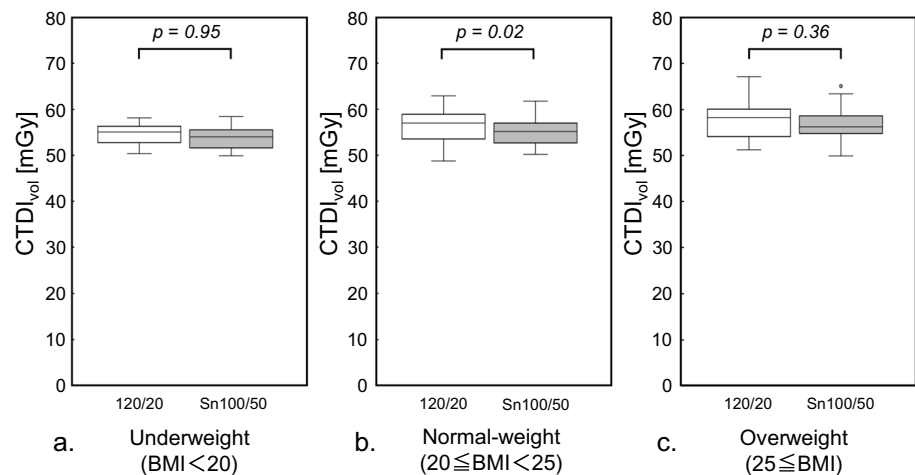 80
70
60
50
40
30
20
10
0
CTDIvol [mGy]
p = 0.95
120/20
Sn100/50
a.
Underweight
(BMI＜20)
80
70
60
50
40
30
20
10
0
CTDIvol [mGy]
p = 0.02
120/20
Sn100/50
b.
Normal-weight
(20≦BMI＜25)
80
70
60
50
40
30
20
10
0
CTDIvol [mGy]
p = 0.36
120/20
Sn100/50
c.
Overweight
(25≦BMI)